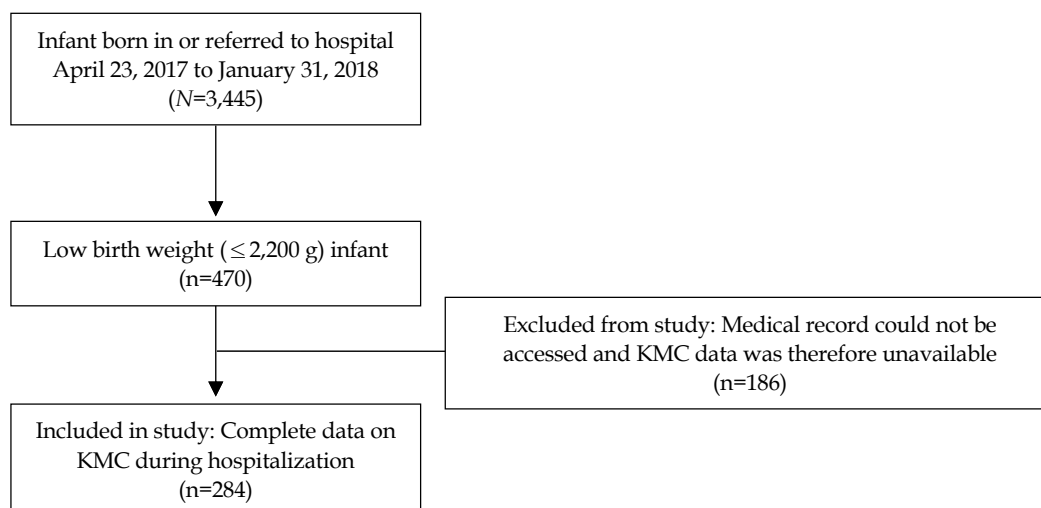 Infant born in or referred to hospital
April 23, 2017 to January 31, 2018
(N=3,445)
Low birth weight (≤2,200 g) infant
(n=470)
Excluded from study: Medical record could not be
accessed and KMC data was therefore unavailable
(n=186)
Included in study: Complete data on
KMC during hospitalization
(n=284)